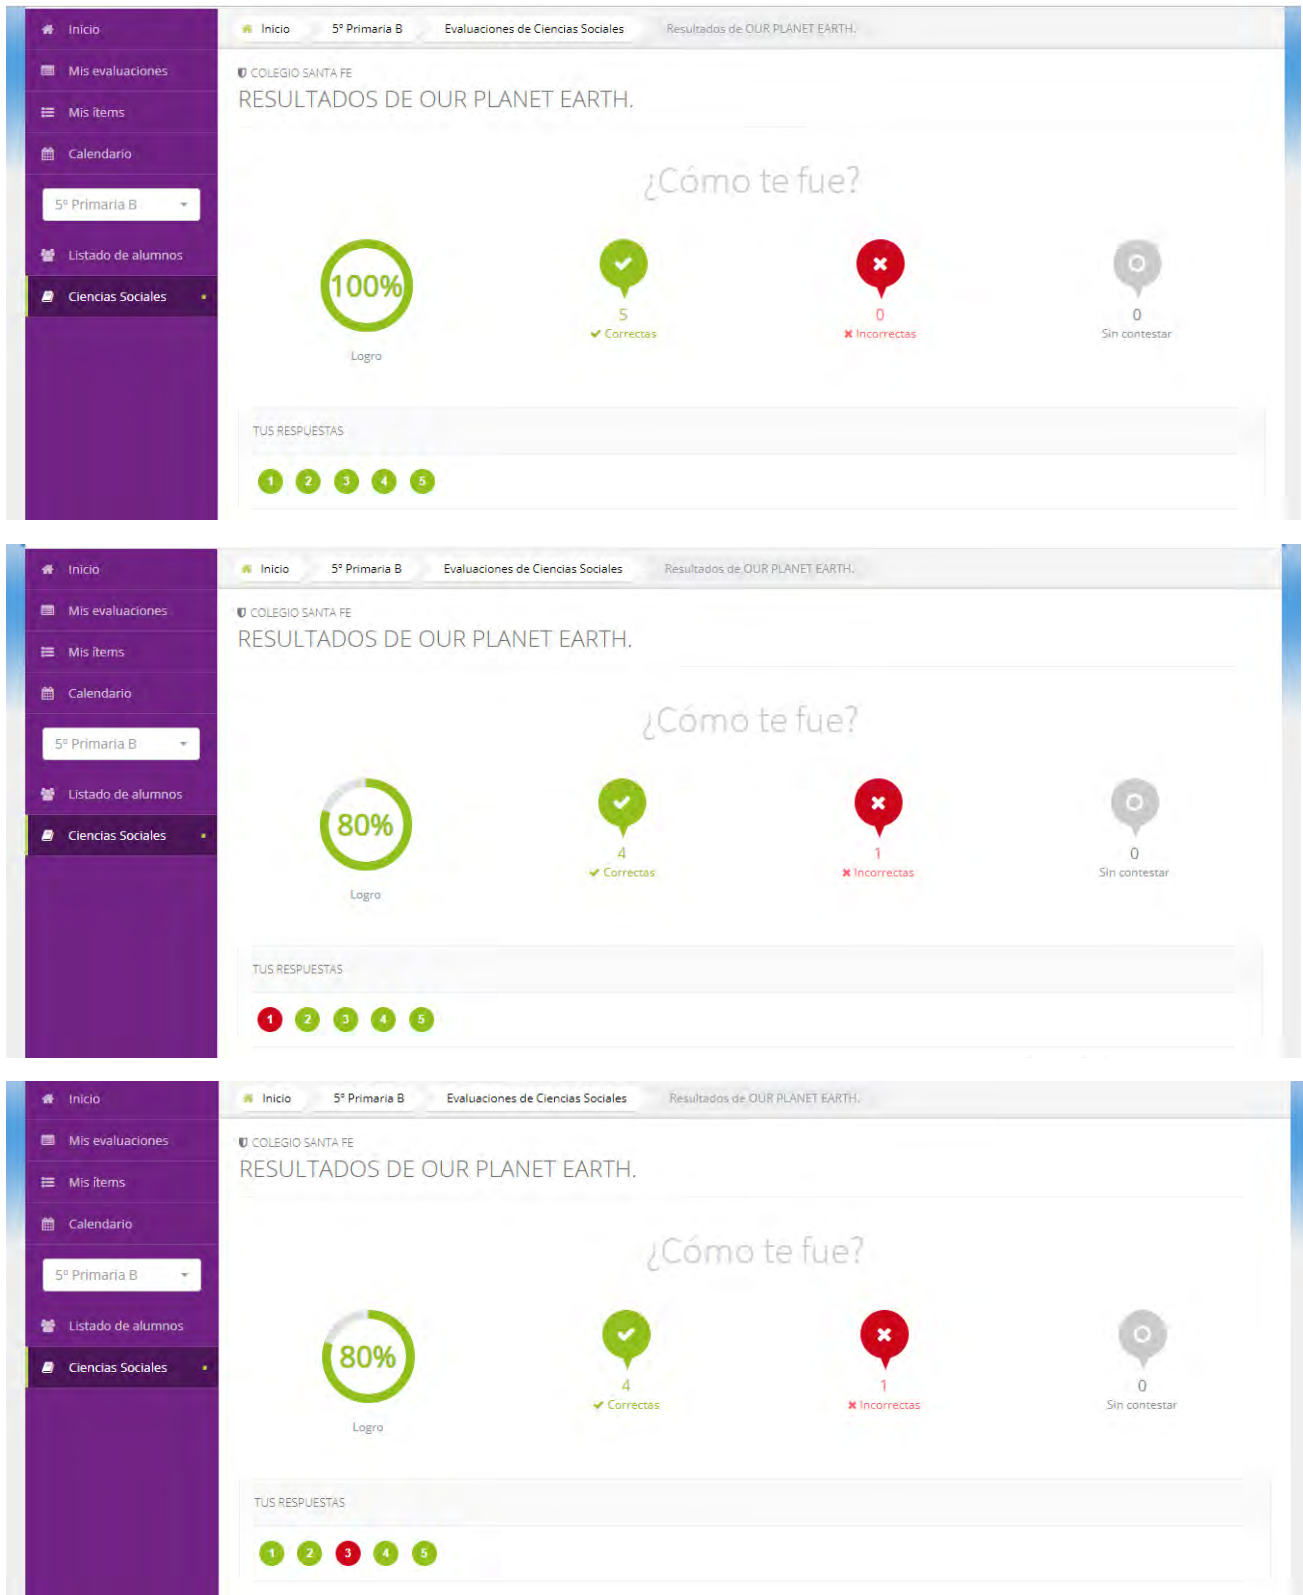 Inicio
Inicio 5º Primaria B Evaluaciones de Ciencias Sociales Resultados de OUR PLANET EARTH.
Mis evaluaciones
COLEGIO SANTA FE
RESULTADOS DE OUR PLANET EARTH.
Mis ítems
Calendario
¿Cómo te fue?
5º Primaria B
Listado de alumnos
Ciencias Sociales
100%
5
0
0
Correctas
Incorrectas
Sin contestar
Logro
TUS RESPUESTAS
1 2 3 4 5
Inicio
Inicio 5º Primaria B Evaluaciones de Ciencias Sociales Resultados de OUR PLANET EARTH.
Mis evaluaciones
COLEGIO SANTA FE
RESULTADOS DE OUR PLANET EARTH.
Mis ítems
Calendario
¿Cómo te fue?
5º Primaria B
Listado de alumnos
Ciencias Sociales
80%
4
1
0
Correctas
Incorrectas
Sin contestar
Logro
TUS RESPUESTAS
1 2 3 4 5
Inicio
Inicio 5º Primaria B Evaluaciones de Ciencias Sociales Resultados de OUR PLANET EARTH.
Mis evaluaciones
COLEGIO SANTA FE
RESULTADOS DE OUR PLANET EARTH.
Mis ítems
Calendario
¿Cómo te fue?
5º Primaria B
Listado de alumnos
Ciencias Sociales
80%
4
1
0
Correctas
Incorrectas
Sin contestar
Logro
TUS RESPUESTAS
1 2 3 4 5